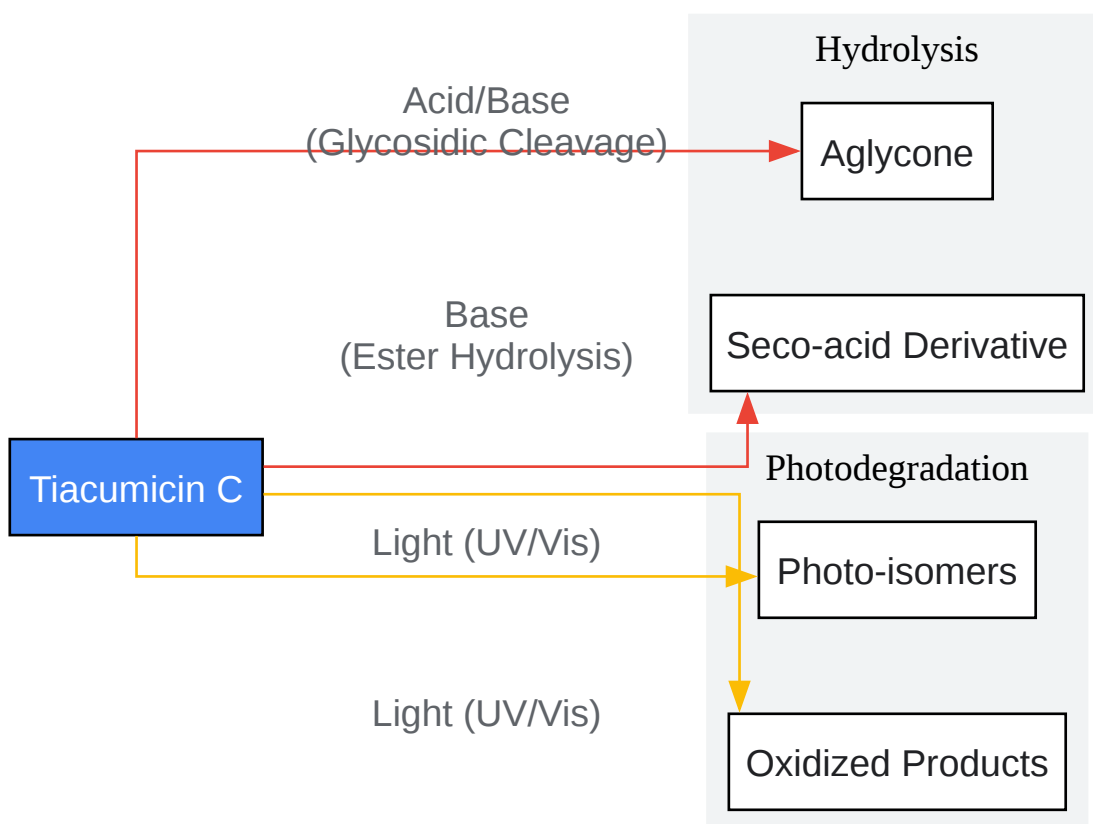 Hydrolysis
Acid/Base
(Glycosidic Cleavage)
Aglycone
Base
(Ester Hydrolysis)
Seco-acid Derivative
Tiacumicin C
Photodegradation
Light (UV/Vis)
Photo-isomers
Light (UV/Vis)
Oxidized Products